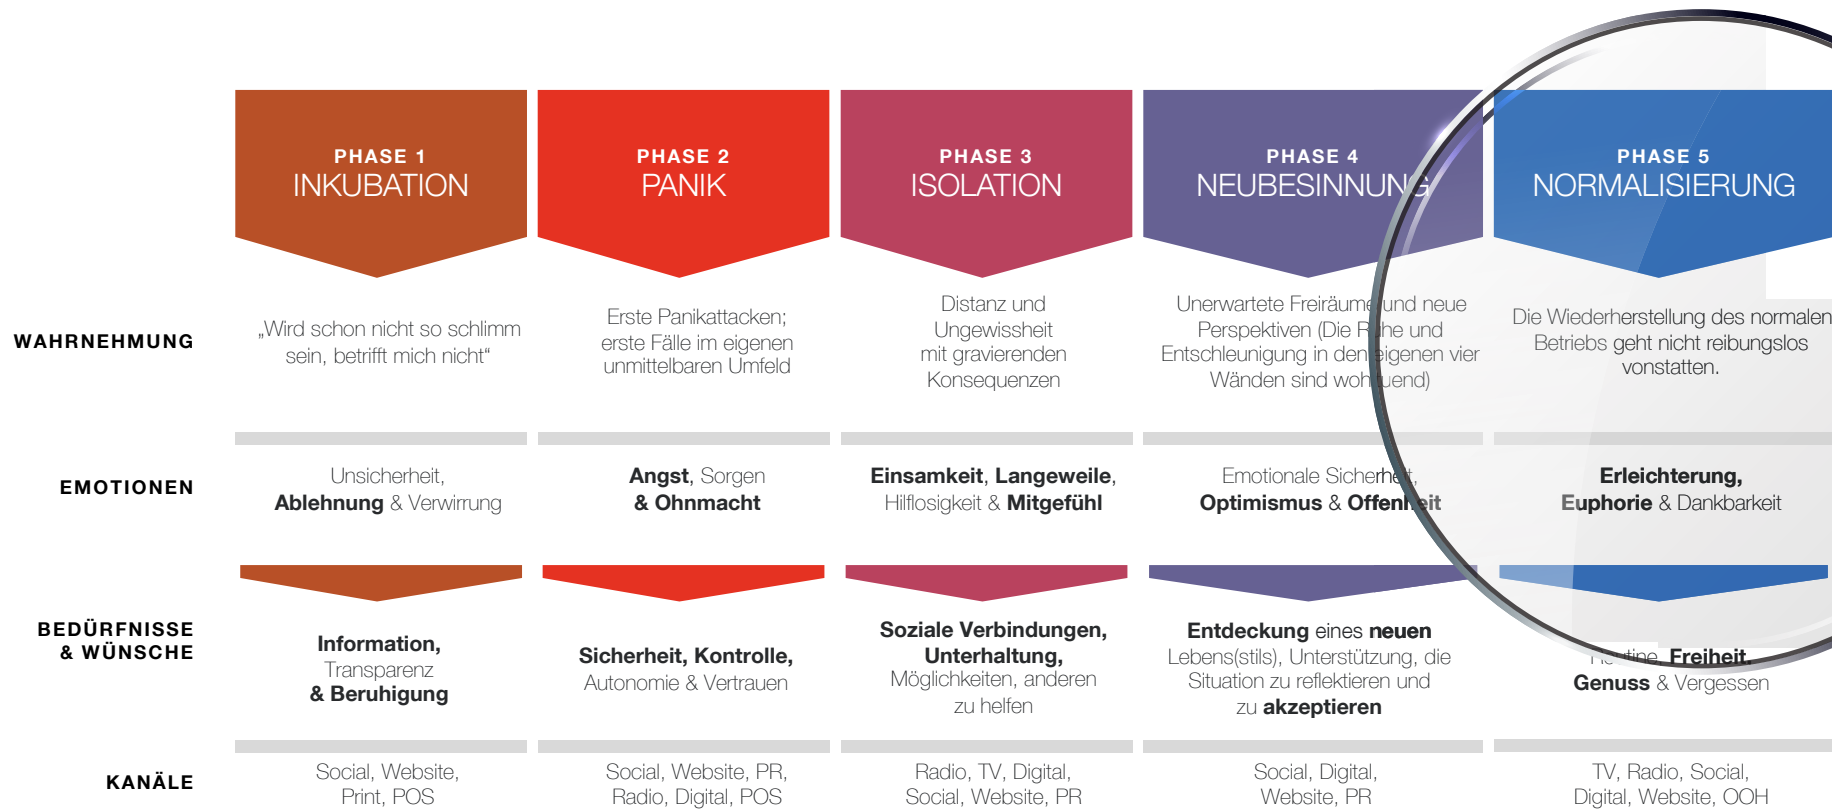 PHASE 1
INKUBATION
PHASE 2
PANIK
PHASE 3
ISOLATION
PHASE 4
NEUBESINNUNG
PHASE 5
NORMALISIERUNG
WAHRNEHMUNG
„Wird schon nicht so schlimm
sein, betrifft mich nicht“
Erste Panikattacken;
erste Fälle im eigenen
unmittelbaren Umfeld
Distanz und
Ungewissheit
mit gravierenden
Konsequenzen
Unerwartete Freiräume und neue
Perspektiven (Die Ruhe und
Entschleunigung in den eigenen vier
Wänden sind wohltuend)
Die Wiederherstellung des normalen
Betriebs geht nicht reibungslos
vonstatten.
EMOTIONEN
Unsicherheit,
Ablehnung & Verwirrung
Angst, Sorgen
& Ohnmacht
Einsamkeit, Langeweile,
Hilflosigkeit & Mitgefühl
Emotionale Sicherheit,
Optimismus & Offenheit
Erleichterung,
Euphorie & Dankbarkeit
BEDÜRFNISSE
& WÜNSCHE
Information,
Transparenz
& Beruhigung
Sicherheit, Kontrolle,
Autonomie & Vertrauen
Soziale Verbindungen,
Unterhaltung,
Möglichkeiten, anderen
zu helfen
Entdeckung eines neuen
Lebens(stils), Unterstützung, die
Situation zu reflektieren und
zu akzeptieren
Routine, Freiheit,
Genuss & Vergessen
KANÄLE
Social, Website,
Print, POS
Social, Website, PR,
Radio, Digital, POS
Radio, TV, Digital,
Social, Website, PR
Social, Digital,
Website, PR
TV, Radio, Social,
Digital, Website, OOH